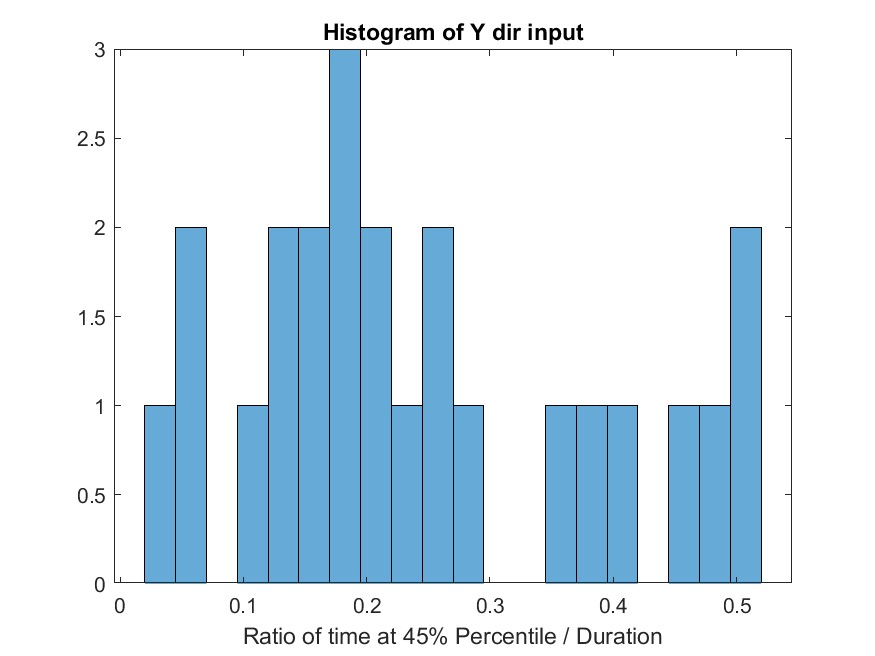 Histogram of Y dir input
3
2.5
2
1.5
1
0.5
0
0 0.1 0.2 0.3 0.4 0.5
Ratio of time at 45% Percentile / Duration